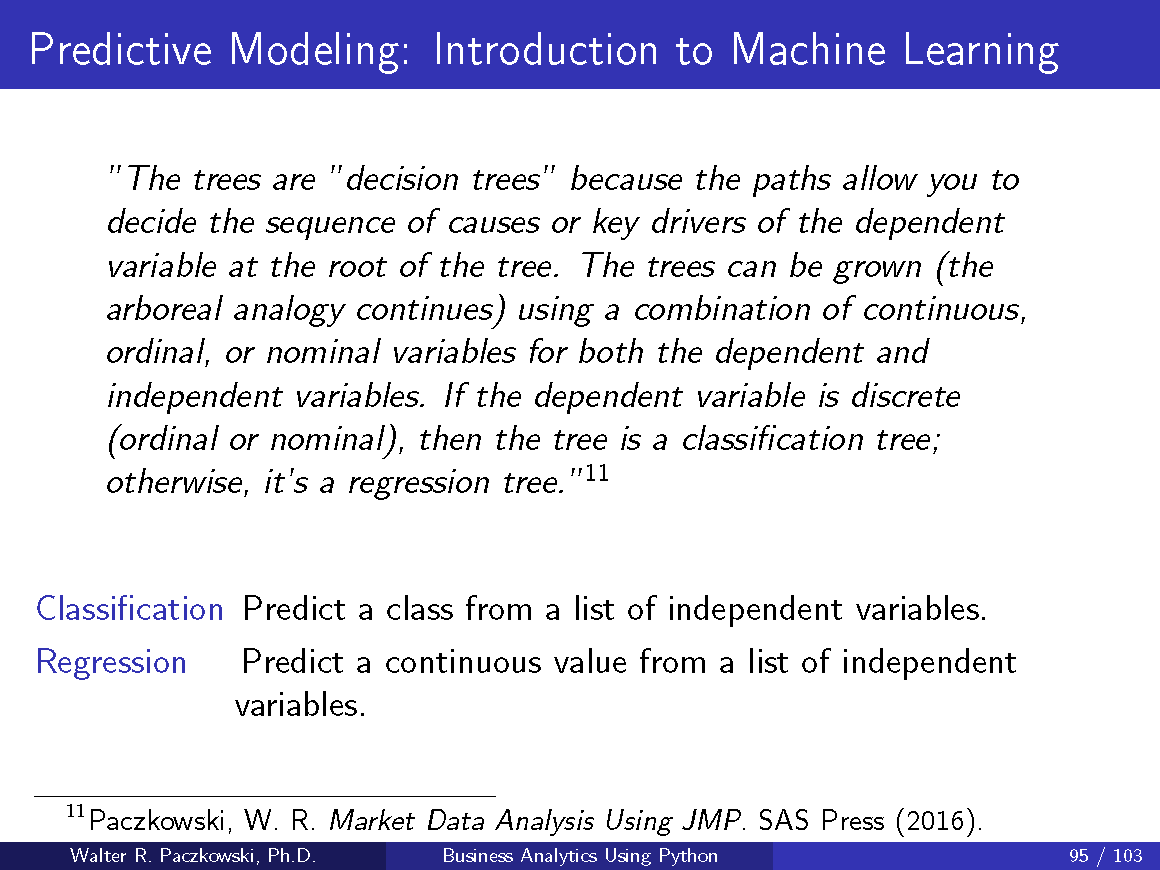 Predictive Modeling: Introduction to Machine Learning
”The trees are ”decision trees” because the paths allow you to
decide the sequence of causes or key drivers of the dependent
variable at the root of the tree. The trees can be grown (the
arboreal analogy continues) using a combination of continuous,
ordinal, or nominal variables for both the dependent and
independent variables. If the dependent variable is discrete
(ordinal or nominal), then the tree is a classification tree;
otherwise, it’s a regression tree.”11
Classification Predict a class from a list of independent variables.
Regression Predict a continuous value from a list of independent
variables.
11Paczkowski, W. R. Market Data Analysis Using JMP. SAS Press (2016).
Walter R. Paczkowski, Ph.D. Business Analytics Using Python 95 / 103